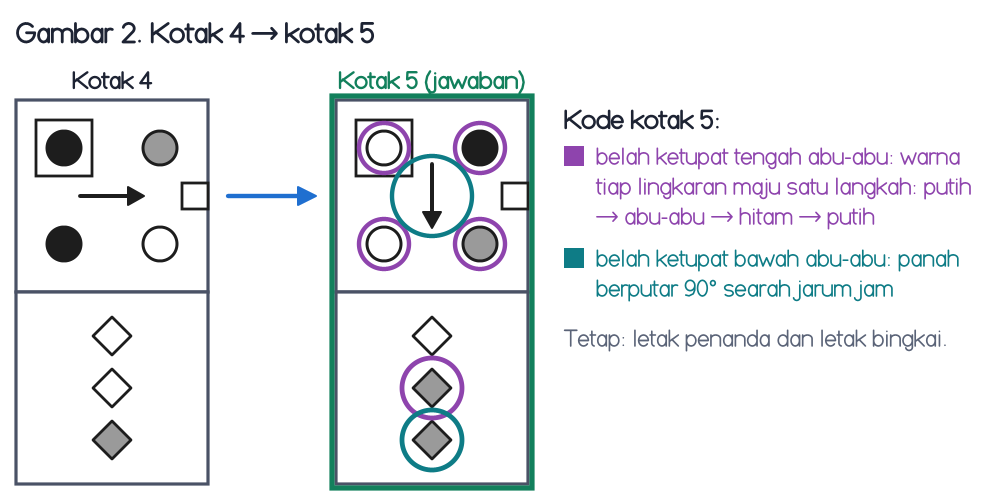 Gambar 2. Kotak 4 → kotak 5
Kotak 4
Kotak 5 (jawaban)
Kode kotak 5:
belah ketupat tengah abu-abu: warna
tiap lingkaran maju satu langkah: putih
→ abu-abu → hitam → putih
belah ketupat bawah abu-abu: panah
berputar 90° searah jarum jam
Tetap: letak penanda dan letak bingkai.